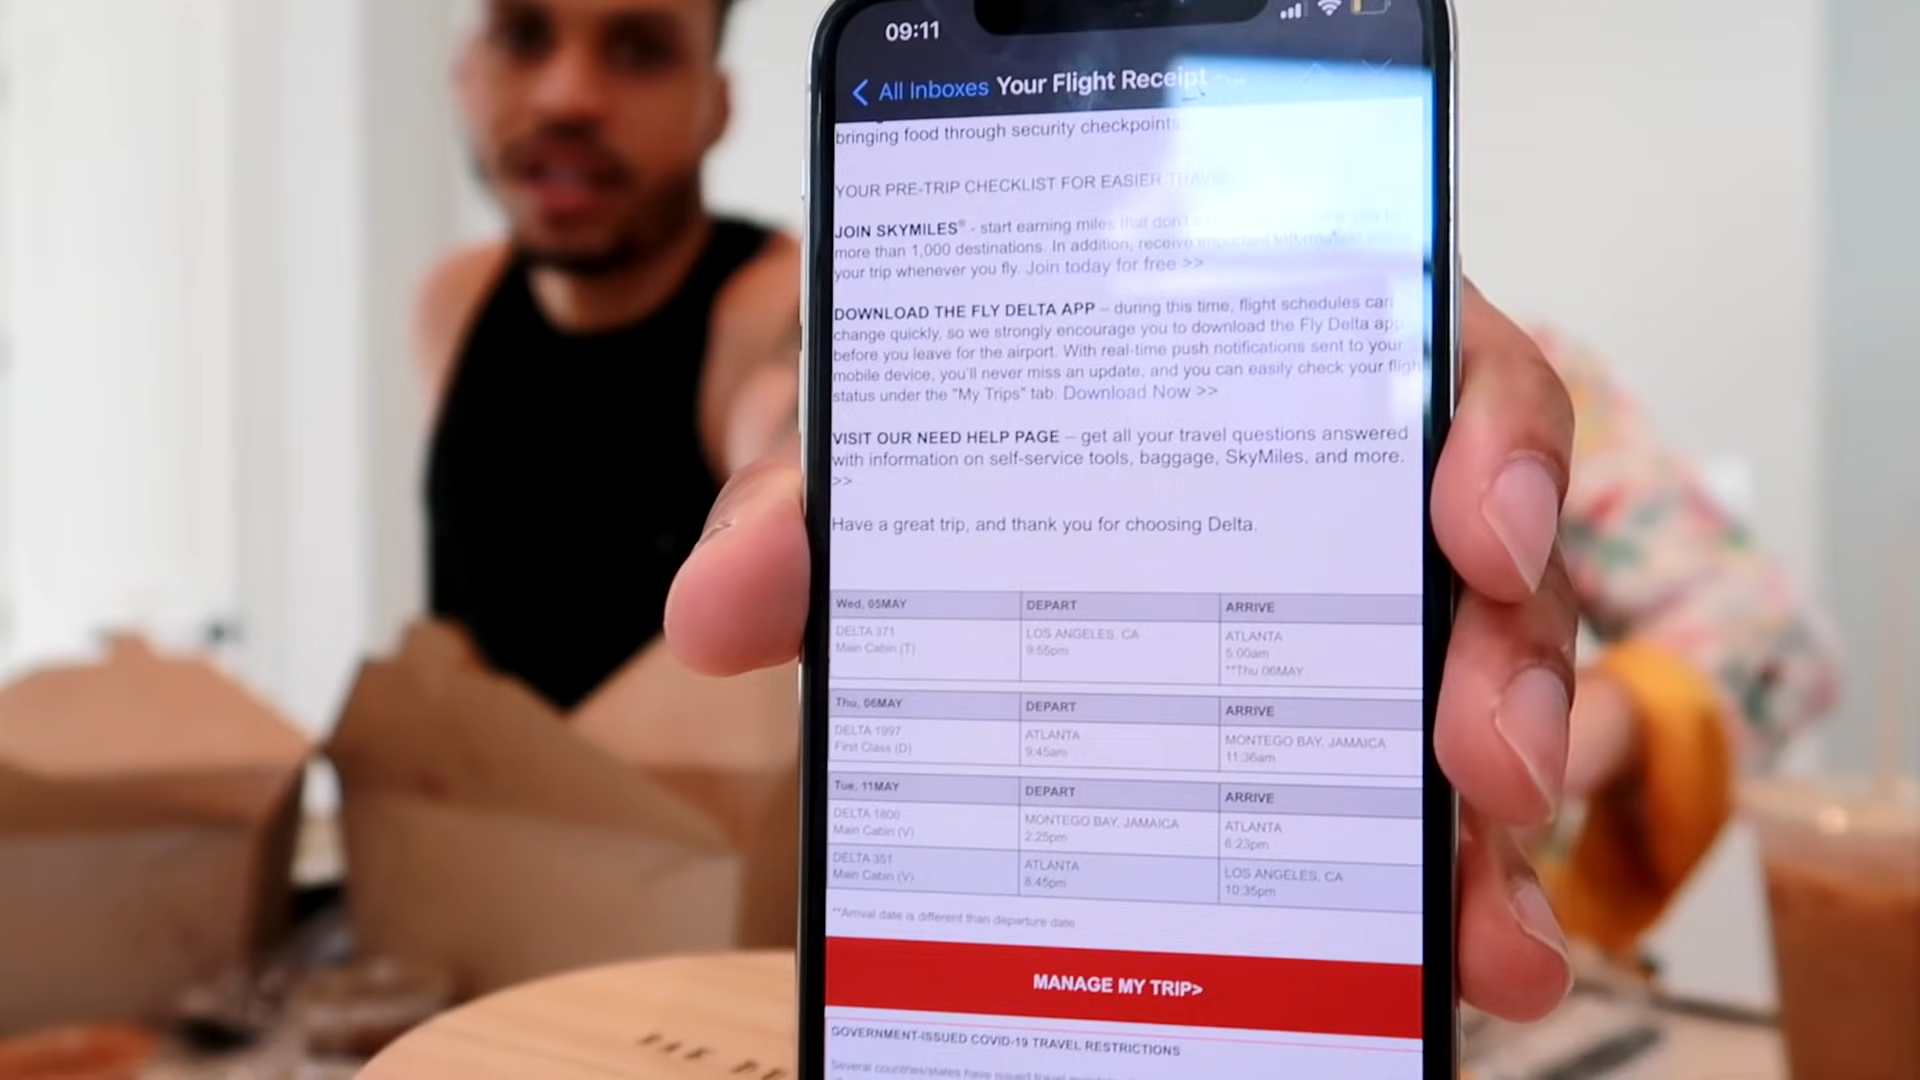 09:11
All Inboxes Your Flight Receipt
bringing food through security checkpoints
YOUR PRE-TRIP CHECKLIST FOR EASIER TRAVEL
JOIN SKYMILES® - start earning miles that don't
more than 1,000 destinations. In addition, receive important information
your trip whenever you fly. Join today for free >>
DOWNLOAD THE FLY DELTA APP – during this time, flight schedules can
change quickly, so we strongly encourage you to download the Fly Delta app
before you leave for the airport. With real-time push notifications sent to your
mobile device, you'll never miss an update, and you can easily check your flight
status under the "My Trips" tab. Download Now >>
VISIT OUR NEED HELP PAGE – get all your travel questions answered
with information on self-service tools, baggage, SkyMiles, and more.
>>
Have a great trip, and thank you for choosing Delta.
Wed, 05MAY DEPART ARRIVE
DELTA 371 LOS ANGELES, CA ATLANTA
Main Cabin (T) 9:55pm 5:00am
**Thu 06MAY
Thu, 06MAY DEPART ARRIVE
DELTA 1997 ATLANTA MONTEGO BAY, JAMAICA
First Class (D) 9:45am 11:36am
Tue, 11MAY DEPART ARRIVE
DELTA 1800 MONTEGO BAY, JAMAICA ATLANTA
Main Cabin (V) 2:25pm 6:23pm
DELTA 351 ATLANTA LOS ANGELES, CA
Main Cabin (V) 8:45pm 10:35pm
**Arrival date is different than departure date
MANAGE MY TRIP>
GOVERNMENT-ISSUED COVID-19 TRAVEL RESTRICTIONS
Several countries/states have issued travel